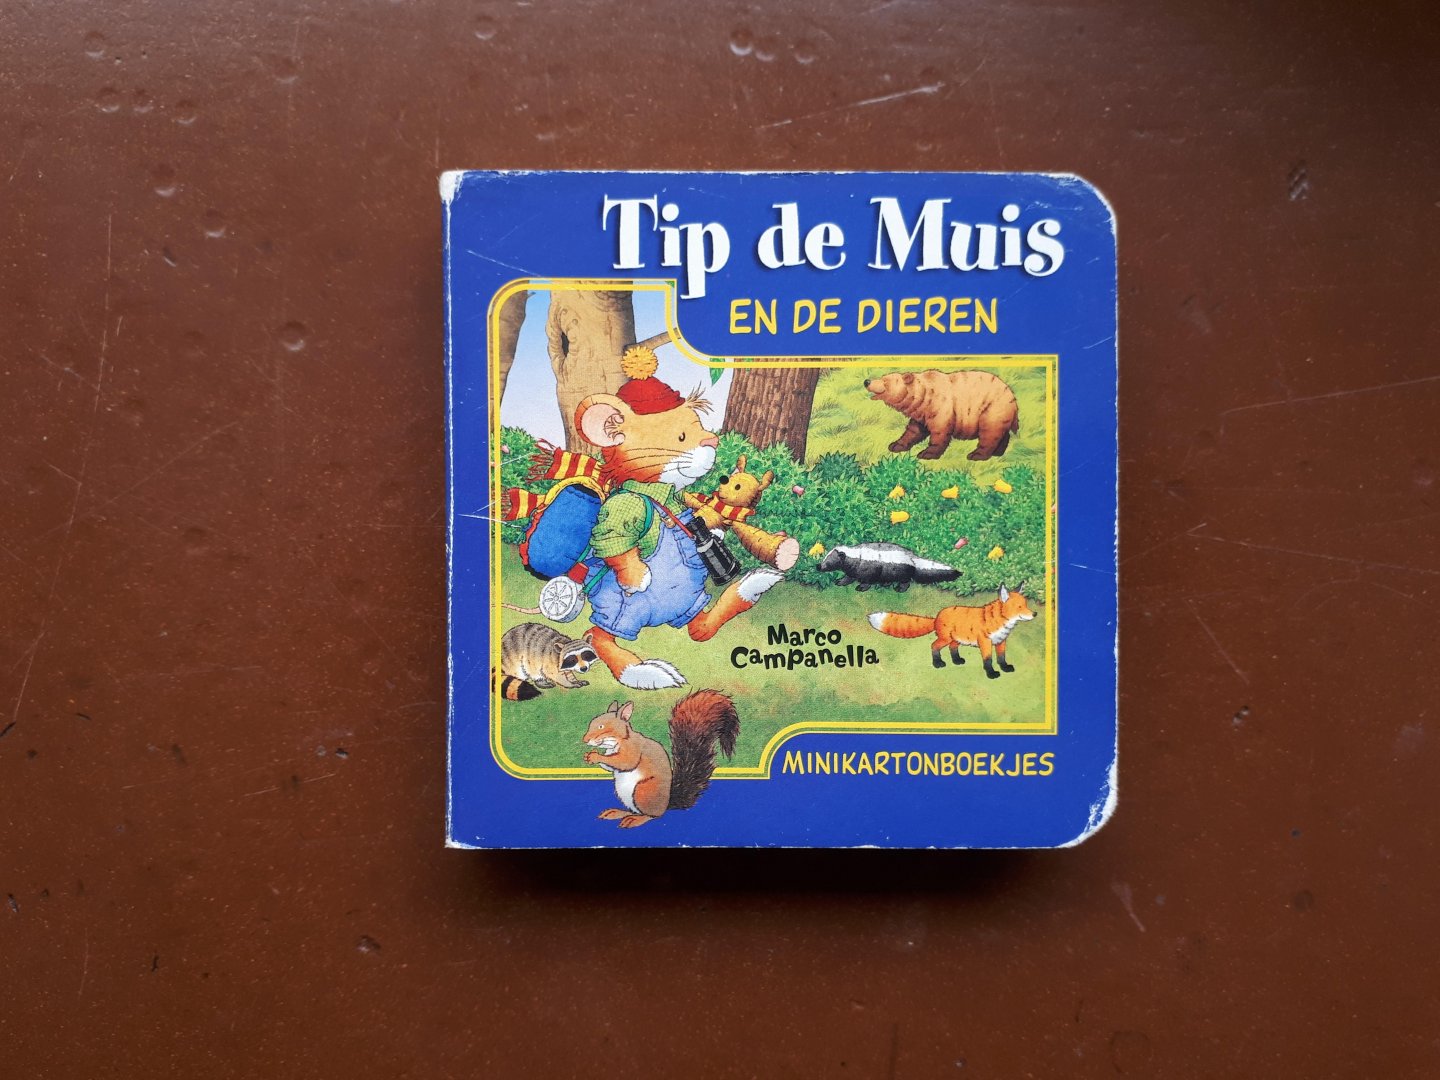 Tip de Muis
EN DE DIEREN
Marco
Campanella
MINIKARTONBOEKJES